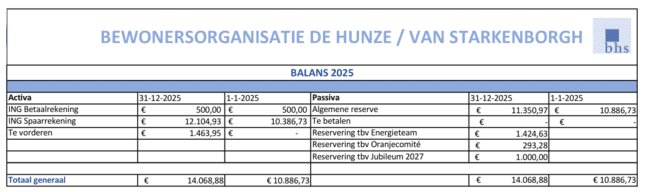 BEWONERSORGANISATIE DE HUNZE / VAN STARKENBORGH
bhs
BALANS 2025
Activa 31-12-2025 1-1-2025 Passiva 31-12-2025 1-1-2025
ING Betaalrekening € 500,00 € 500,00 Algemene reserve € 11.350,97 € 10.886,73
ING Spaarrekening € 12.104,93 € 10.386,73 Te betalen € - € -
Te vorderen € 1.463,95 € - Reservering tbv Energieteam € 1.424,63
Reservering tbv Oranjecomité € 293,28
Reservering tbv Jubileum 2027 € 1.000,00
Totaal generaal € 14.068,88 € 10.886,73 € 14.068,88 € 10.886,73